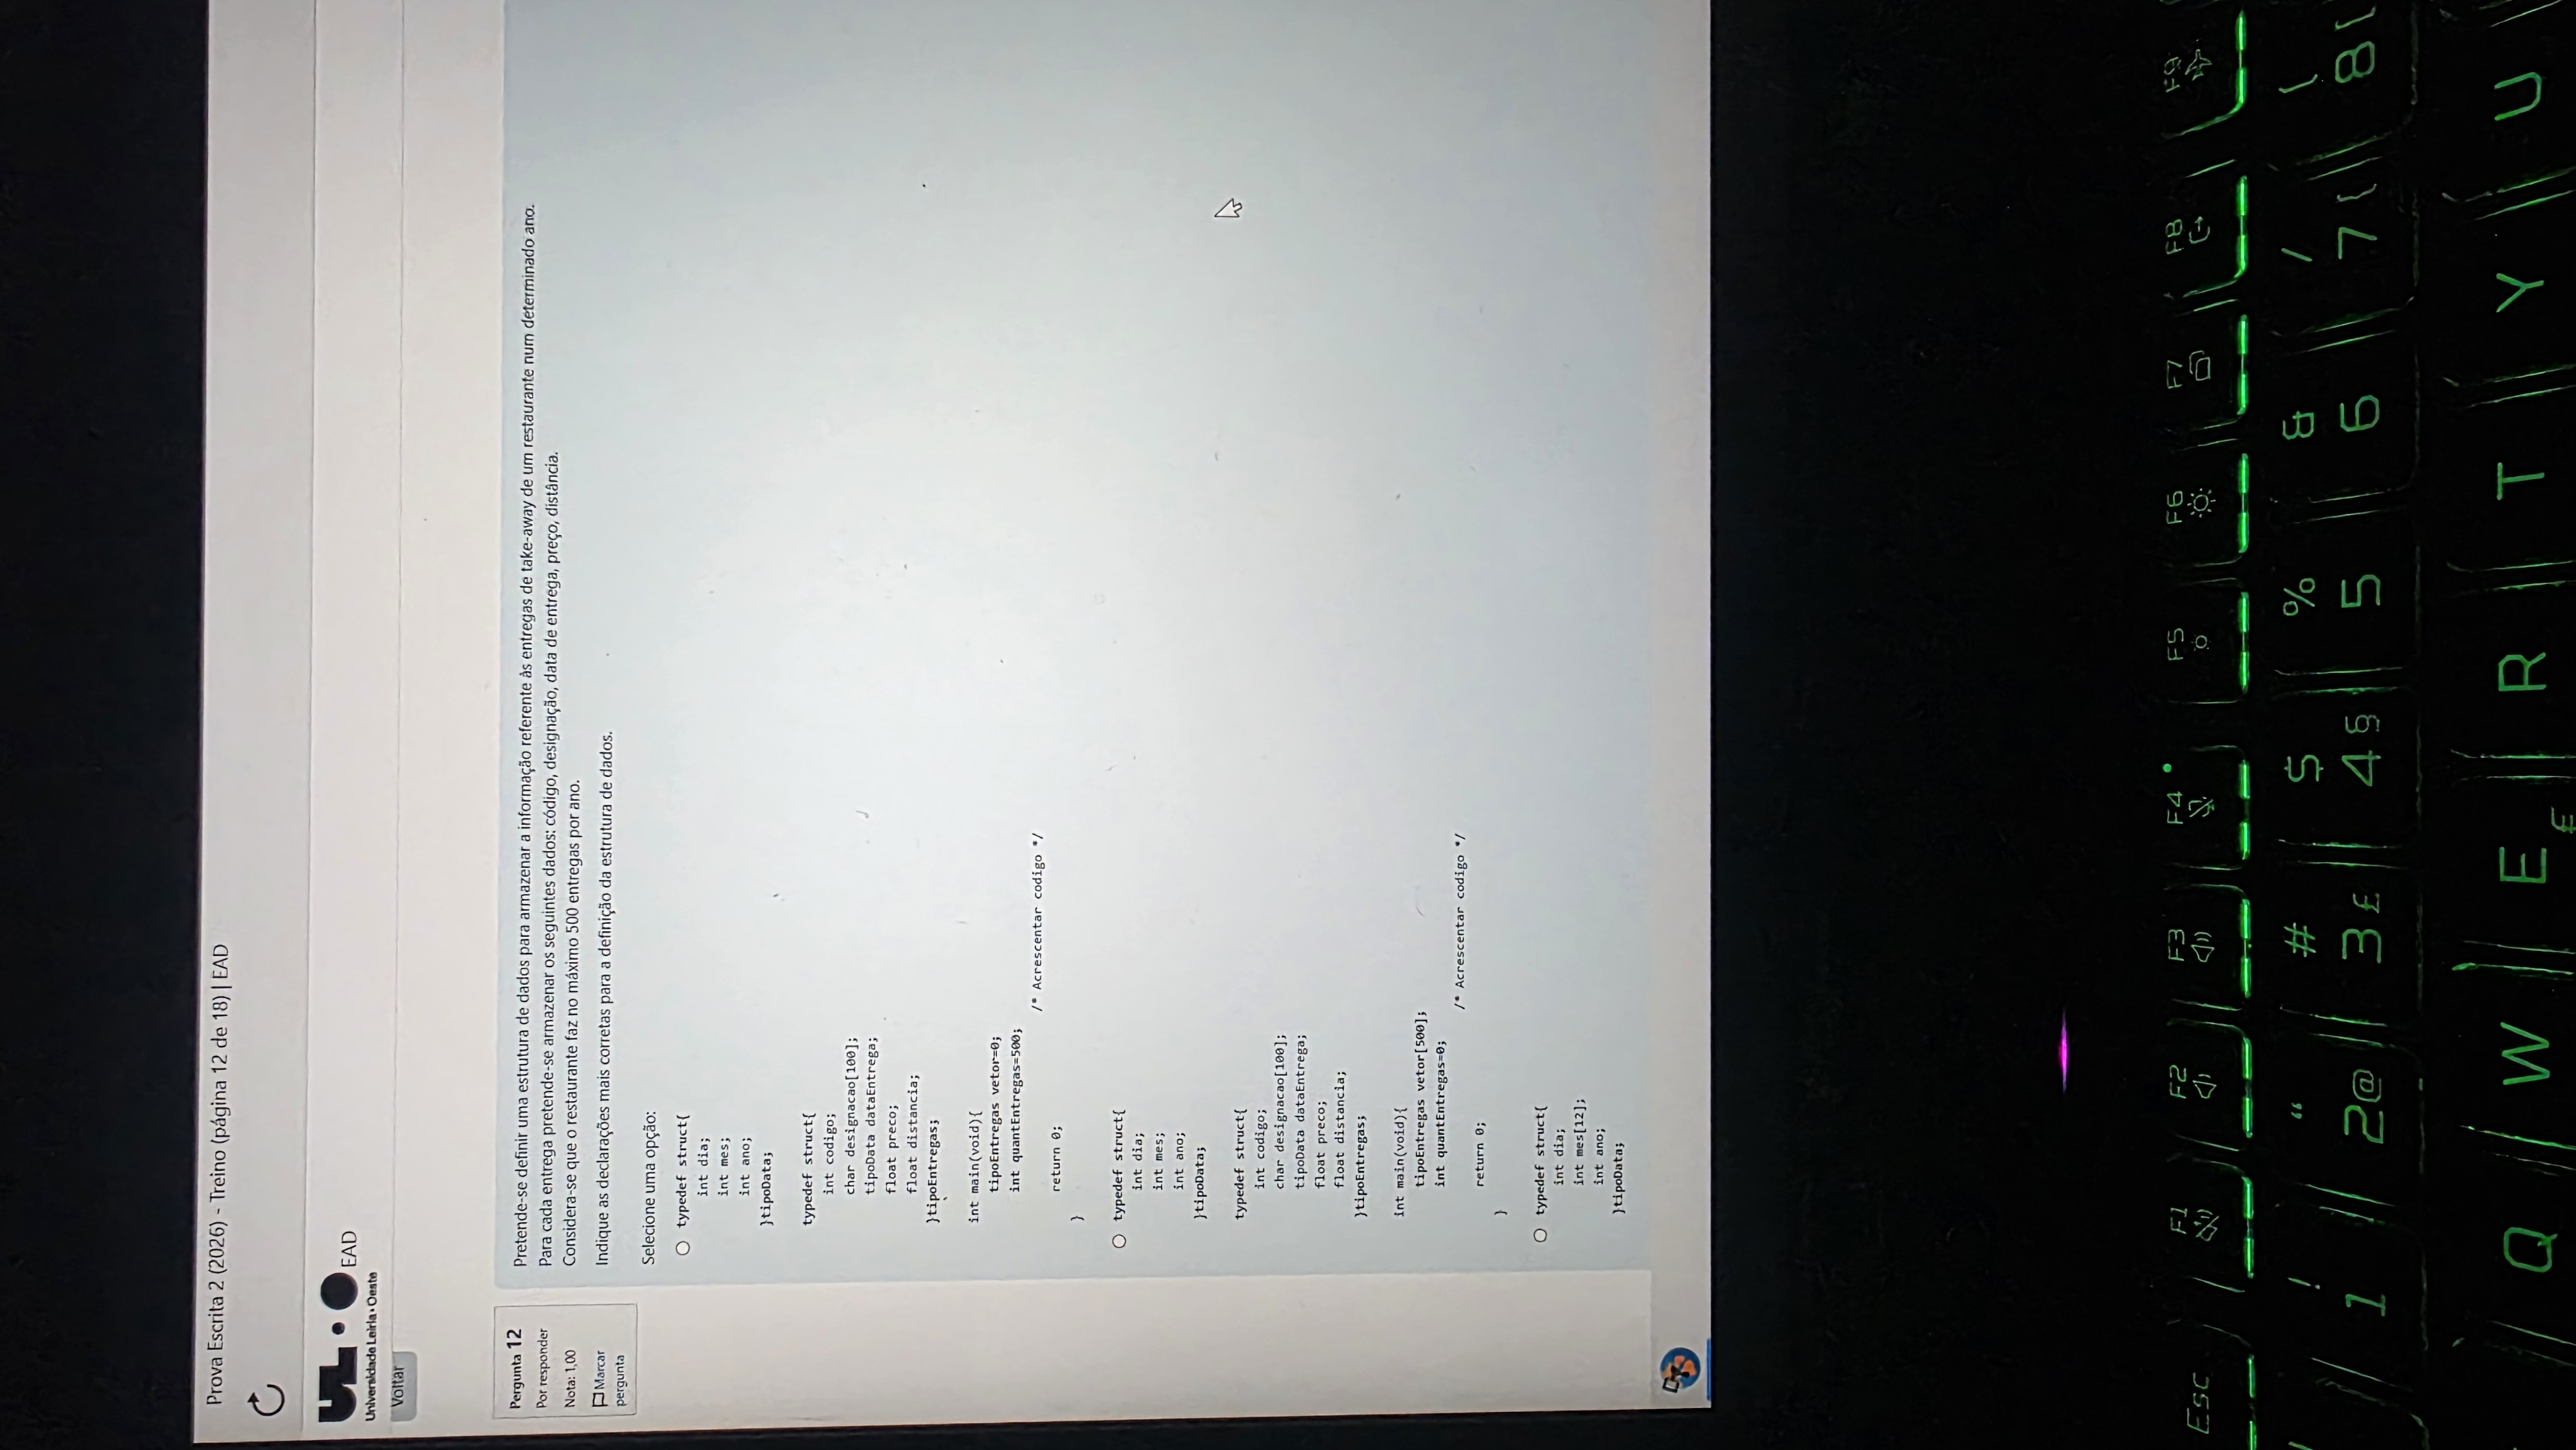 Prova Escrita 2 (2026) - Treino (página 12 de 18) | EAD
UL EAD
Universidade Leiria • Oeste
Voltar
Pergunta 12
Por responder
Nota: 1,00
Marcar
pergunta
Pretende-se definir uma estrutura de dados para armazenar a informação referente às entregas de take-away de um restaurante num determinado ano.
Para cada entrega pretende-se armazenar os seguintes dados: código, designação, data de entrega, preço, distância.
Considera-se que o restaurante faz no máximo 500 entregas por ano.
Indique as declarações mais corretas para a definição da estrutura de dados.
Selecione uma opção:
typedef struct{
int dia;
int mes;
int ano;
}tipoData;
typedef struct{
int codigo;
char designacao[100];
tipoData dataEntrega;
float preco;
float distancia;
}tipoEntregas;
int main(void){
tipoEntregas vetor=0;
int quantEntregas=500;
/* Acrescentar codigo */
return 0;
}
typedef struct{
int dia;
int mes;
int ano;
}tipoData;
typedef struct{
int codigo;
char designacao[100];
tipoData dataEntrega;
float preco;
float distancia;
}tipoEntregas;
int main(void){
tipoEntregas vetor[500];
int quantEntregas=0;
/* Acrescentar codigo */
return 0;
}
typedef struct{
int dia;
int mes[12];
int ano;
}tipoData;
Esc F1 F2 F3 F4 F5 F6 F7 F8 F9
! “ # $ % & / (
1 2@ 3£ 4§ 5 6 7{ 8[
Q W E R T Y U
€